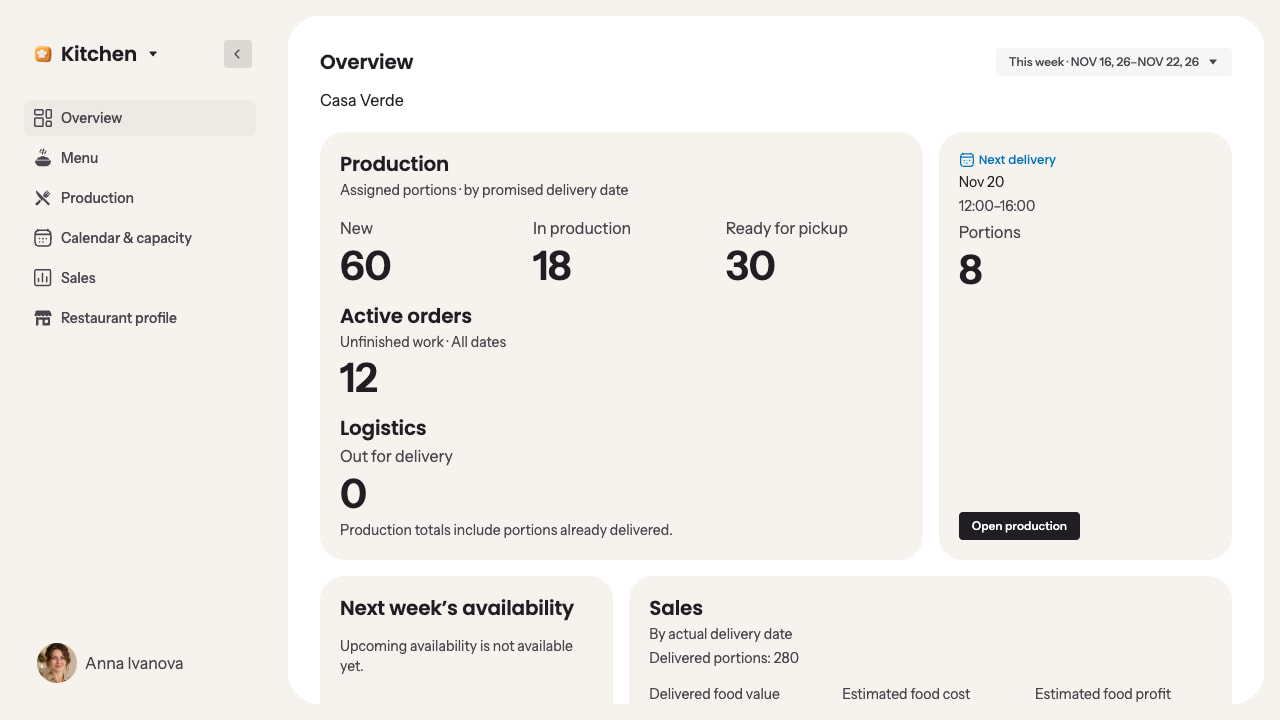 Kitchen
Overview
Menu
Production
Calendar & capacity
Sales
Restaurant profile
Anna Ivanova
Overview
This week · NOV 16, 26–NOV 22, 26
Casa Verde
Production
Assigned portions · by promised delivery date
New
In production
Ready for pickup
60
18
30
Active orders
Unfinished work · All dates
12
Logistics
Out for delivery
0
Production totals include portions already delivered.
Next delivery
Nov 20
12:00–16:00
Portions
8
Open production
Next week’s availability
Upcoming availability is not available
yet.
Sales
By actual delivery date
Delivered portions: 280
Delivered food value
Estimated food cost
Estimated food profit